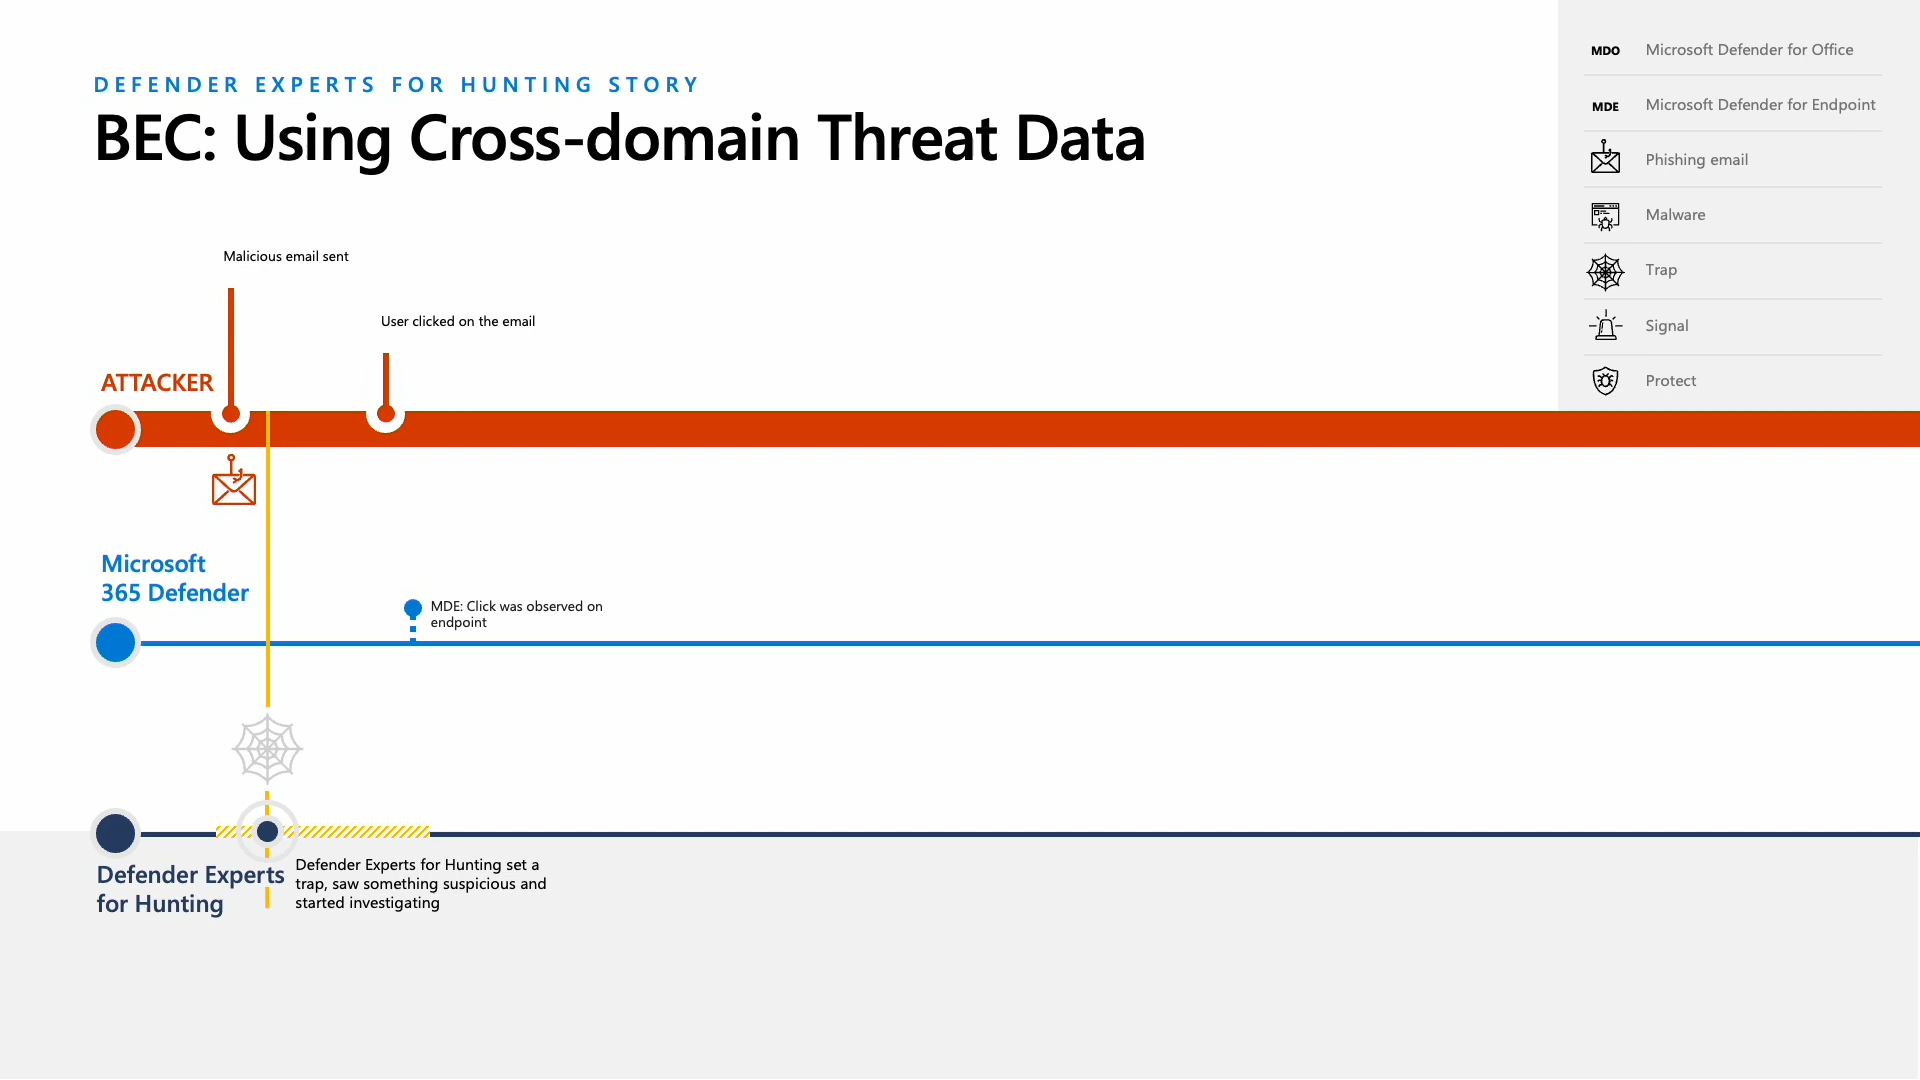 DEFENDER EXPERTS FOR HUNTING STORY
BEC: Using Cross-domain Threat Data
MDO Microsoft Defender for Office
MDE Microsoft Defender for Endpoint
Phishing email
Malware
Trap
Signal
Protect
Malicious email sent
User clicked on the email
ATTACKER
Microsoft
365 Defender
MDE: Click was observed on
endpoint
Defender Experts
for Hunting
Defender Experts for Hunting set a
trap, saw something suspicious and
started investigating